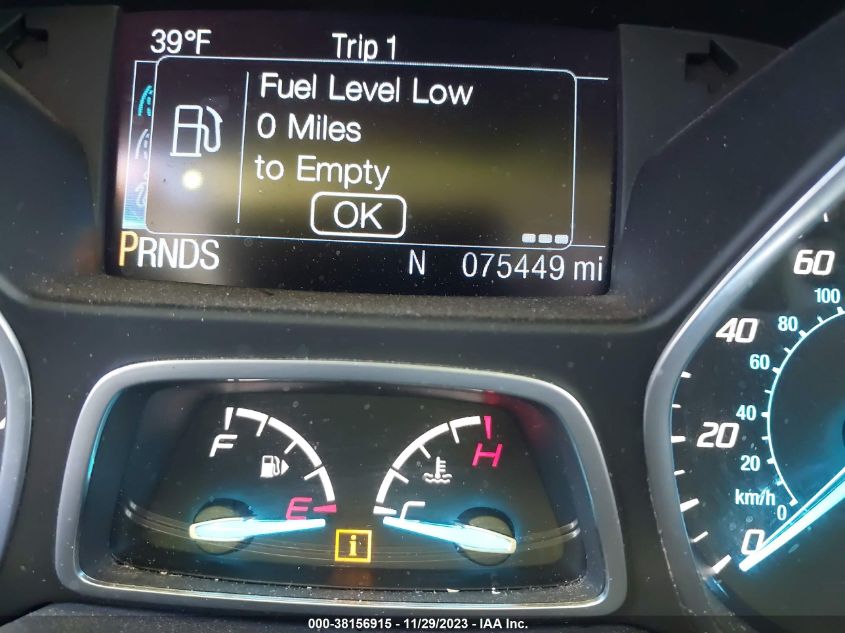 39°F Trip 1
Fuel Level Low
0 Miles
to Empty
OK
PRNDS N 075449 mi
F
E
H
C
i
60
40
20
0
100
80
60
40
20
km/h
0
000-38156915 - 11/29/2023 - IAA Inc.